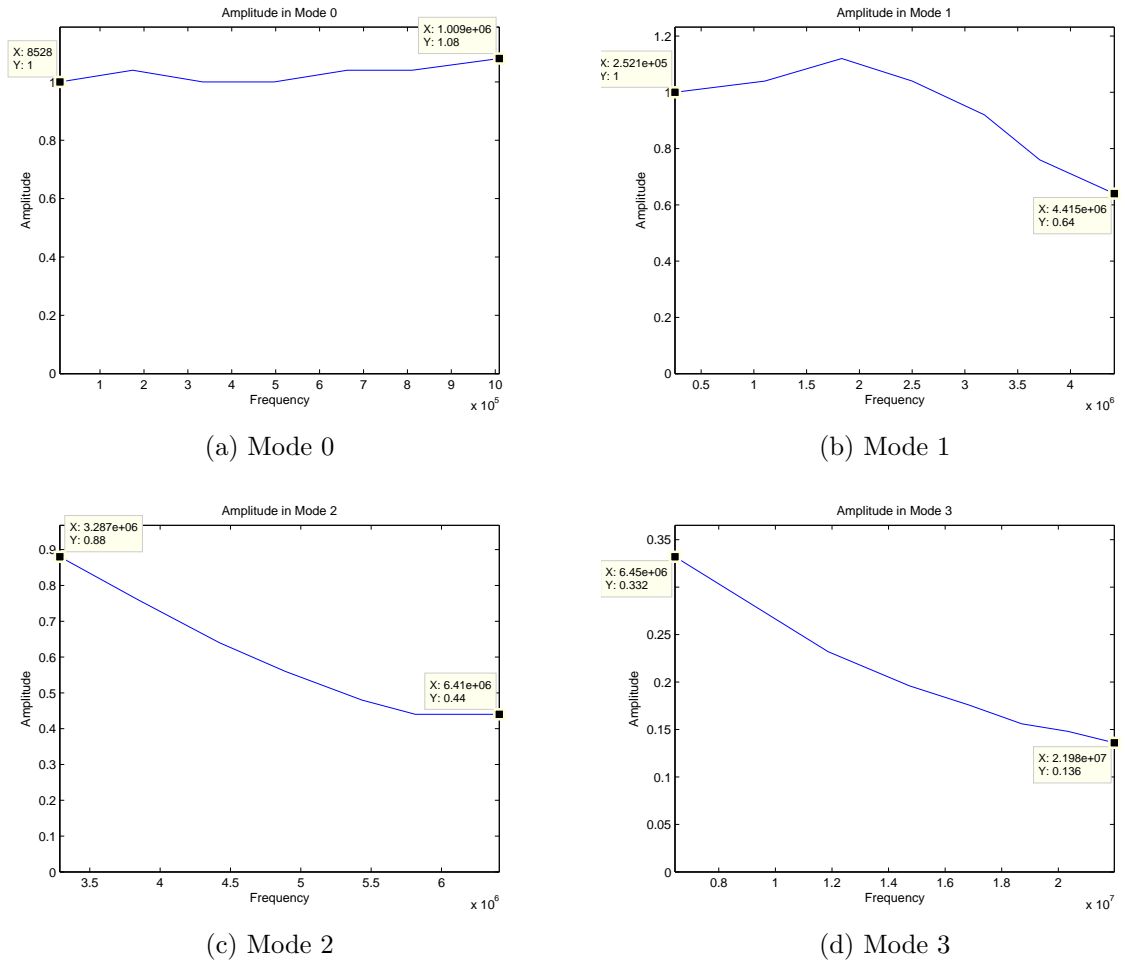 Amplitude in Mode 0
X: 8528
Y: 1
X: 1.009e+06
Y: 1.08
1
0.8
0.6
0.4
0.2
0
Amplitude
1 2 3 4 5 6 7 8 9 10
Frequency
x 10^5
(a) Mode 0
Amplitude in Mode 1
X: 2.521e+05
Y: 1
X: 4.415e+06
Y: 0.64
1.2
1
0.8
0.6
0.4
0.2
0
Amplitude
0.5 1 1.5 2 2.5 3 3.5 4
Frequency
x 10^6
(b) Mode 1
Amplitude in Mode 2
X: 3.287e+06
Y: 0.88
X: 6.41e+06
Y: 0.44
0.9
0.8
0.7
0.6
0.5
0.4
0.3
0.2
0.1
0
Amplitude
3.5 4 4.5 5 5.5 6
Frequency
x 10^6
(c) Mode 2
Amplitude in Mode 3
X: 6.45e+06
Y: 0.332
X: 2.198e+07
Y: 0.136
0.35
0.25
0.2
0.15
0.1
0.05
0
Amplitude
0.8 1 1.2 1.4 1.6 1.8 2
Frequency
x 10^7
(d) Mode 3